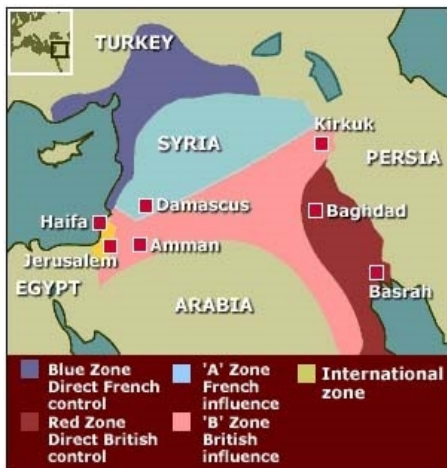 TURKEY
SYRIA
Kirkuk
PERSIA
Haifa
Damascus
Baghdad
Jerusalem
Amman
EGYPT
ARABIA
Basrah
Blue Zone
Direct French
control
'A' Zone
French
influence
International
zone
Red Zone
Direct British
control
'B' Zone
British
influence